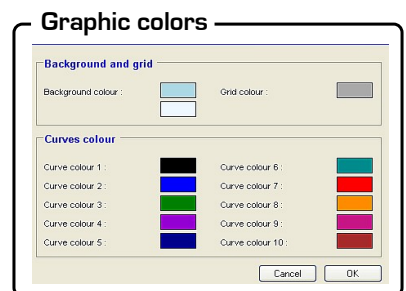 Graphic colors
Background and grid
Background colour : Grid colour :
Curves colour
Curve colour 1 : Curve colour 6 :
Curve colour 2 : Curve colour 7 :
Curve colour 3 : Curve colour 8 :
Curve colour 4 : Curve colour 9 :
Curve colour 5 : Curve colour 10 :
Cancel OK